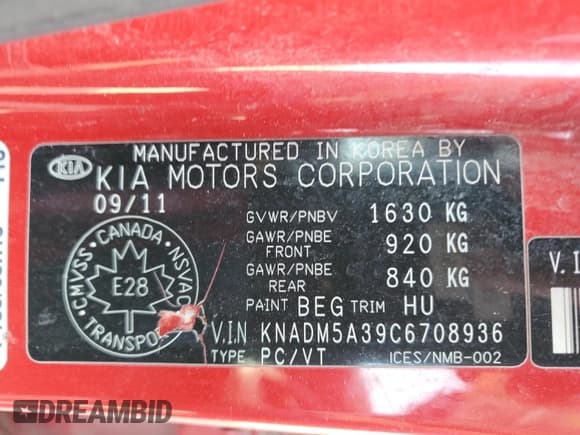 MANUFACTURED IN KOREA BY
KIA KIA MOTORS CORPORATION
09/11
GVWR/PNBV 1630 KG
GAWR/PNBE FRONT 920 KG
GAWR/PNBE REAR 840 KG
CANADA
CMVSS NSVAC
E28
TRANSPO
PAINT BEG TRIM HU
V.I.N KNADM5A39C6708936
TYPE PC/VT ICES/NMB-002
V.I
DREAMBID